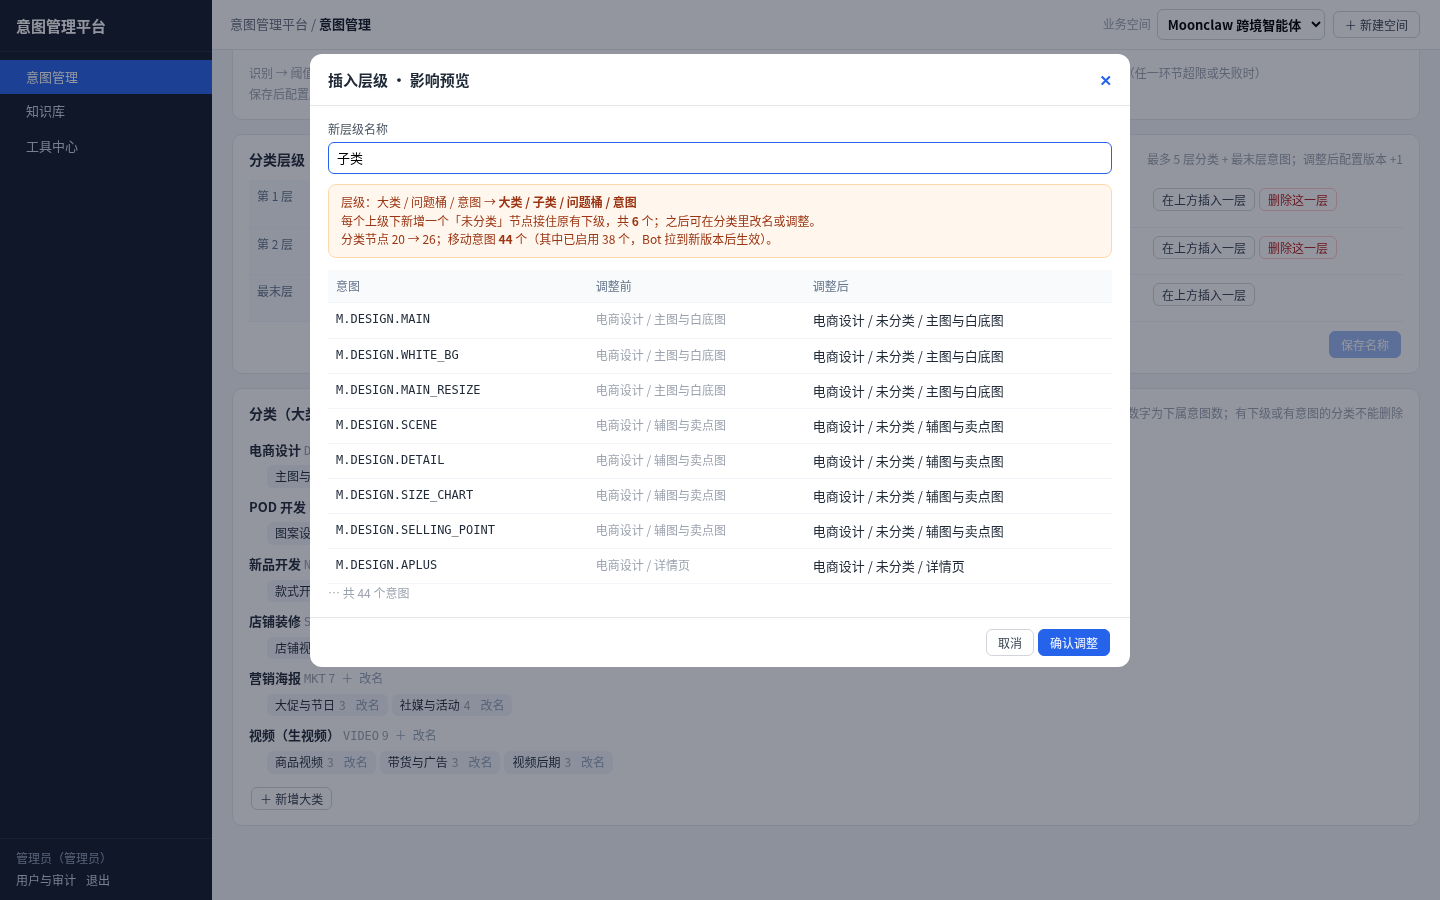 意图管理平台
意图管理
知识库
工具中心
管理员（管理员）
用户与审计 退出
意图管理平台 / 意图管理
业务空间 Moonclaw 跨境智能体 ＋ 新建空间
识别 → 阈值
（任一环节超限或失败时）
保存后配置
分类层级
最多 5 层分类 + 最末层意图；调整后配置版本 +1
第 1 层 在上方插入一层 删除这一层
第 2 层 在上方插入一层 删除这一层
最末层 在上方插入一层
保存名称
分类（大类
数字为下属意图数；有下级或有意图的分类不能删除
电商设计
主图与
POD 开发
图案设
新品开发
款式开
店铺装修
店铺视
营销海报 MKT 7 ＋ 改名
大促与节日 3 改名 社媒与活动 4 改名
视频（生视频） VIDEO 9 ＋ 改名
商品视频 3 改名 带货与广告 3 改名 视频后期 3 改名
＋ 新增大类
插入层级 · 影响预览 ×
新层级名称
子类
层级：大类 / 问题桶 / 意图 → 大类 / 子类 / 问题桶 / 意图
每个上级下新增一个「未分类」节点接住原有下级，共 6 个；之后可在分类里改名或调整。
分类节点 20 → 26；移动意图 44 个（其中已启用 38 个，Bot 拉到新版本后生效）。
意图 调整前 调整后
M.DESIGN.MAIN 电商设计 / 主图与白底图 电商设计 / 未分类 / 主图与白底图
M.DESIGN.WHITE_BG 电商设计 / 主图与白底图 电商设计 / 未分类 / 主图与白底图
M.DESIGN.MAIN_RESIZE 电商设计 / 主图与白底图 电商设计 / 未分类 / 主图与白底图
M.DESIGN.SCENE 电商设计 / 辅图与卖点图 电商设计 / 未分类 / 辅图与卖点图
M.DESIGN.DETAIL 电商设计 / 辅图与卖点图 电商设计 / 未分类 / 辅图与卖点图
M.DESIGN.SIZE_CHART 电商设计 / 辅图与卖点图 电商设计 / 未分类 / 辅图与卖点图
M.DESIGN.SELLING_POINT 电商设计 / 辅图与卖点图 电商设计 / 未分类 / 辅图与卖点图
M.DESIGN.APLUS 电商设计 / 详情页 电商设计 / 未分类 / 详情页
… 共 44 个意图
取消 确认调整